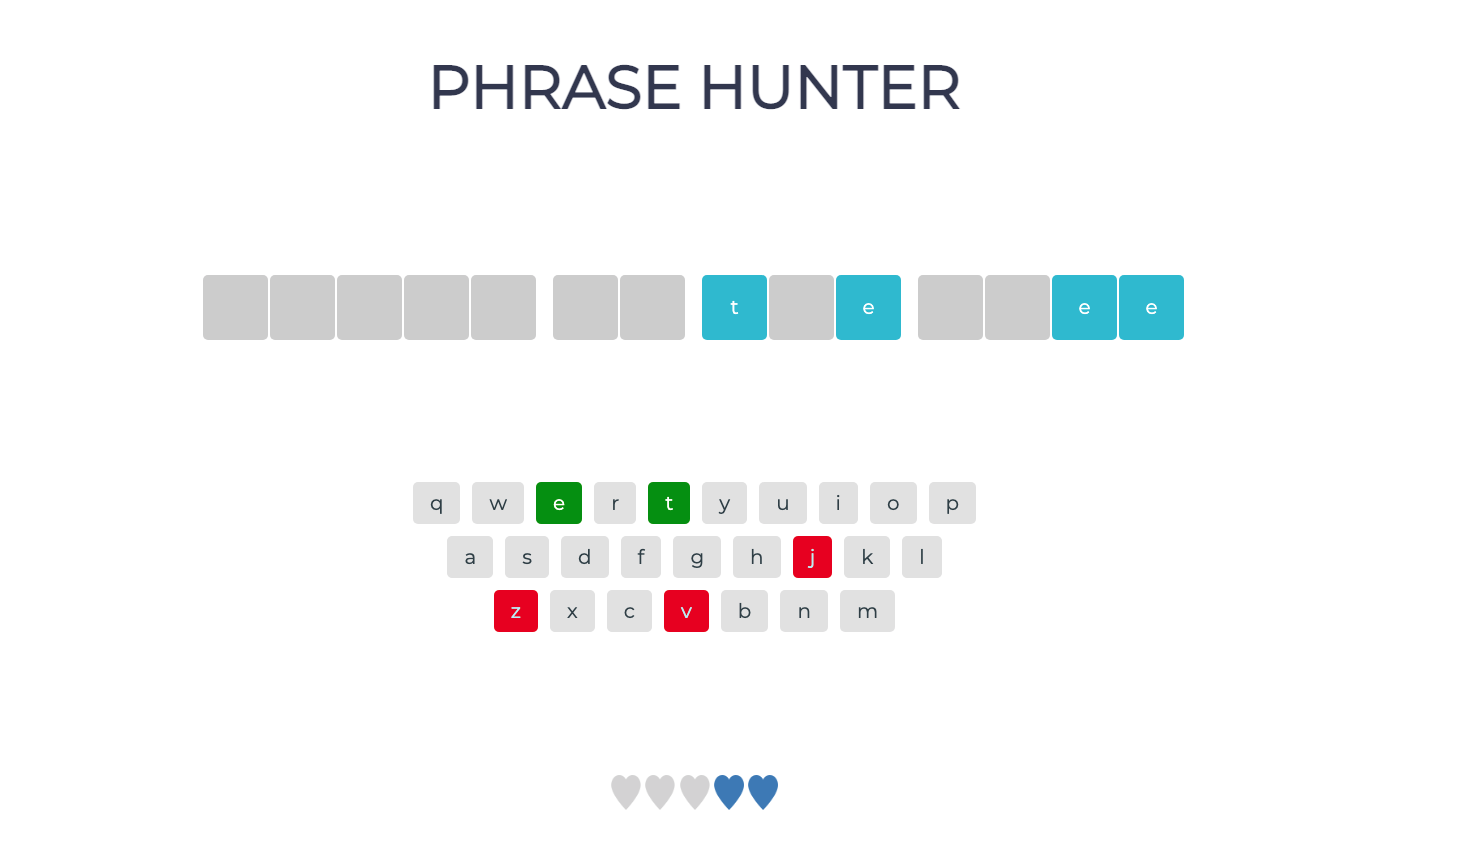 PHRASE HUNTER
t e e e
q w e r t y u i o p
a s d f g h j k l
z x c v b n m